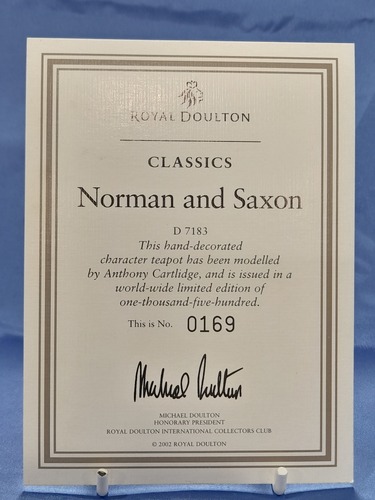 ROYAL DOULTON
CLASSICS
Norman and Saxon
D 7183
This hand-decorated
character teapot has been modelled
by Anthony Cartlidge, and is issued in a
world-wide limited edition of
one-thousand-five-hundred.
This is No. 0169
Michael Doulton
MICHAEL DOULTON
HONORARY PRESIDENT
ROYAL DOULTON INTERNATIONAL COLLECTORS CLUB
© 2002 ROYAL DOULTON